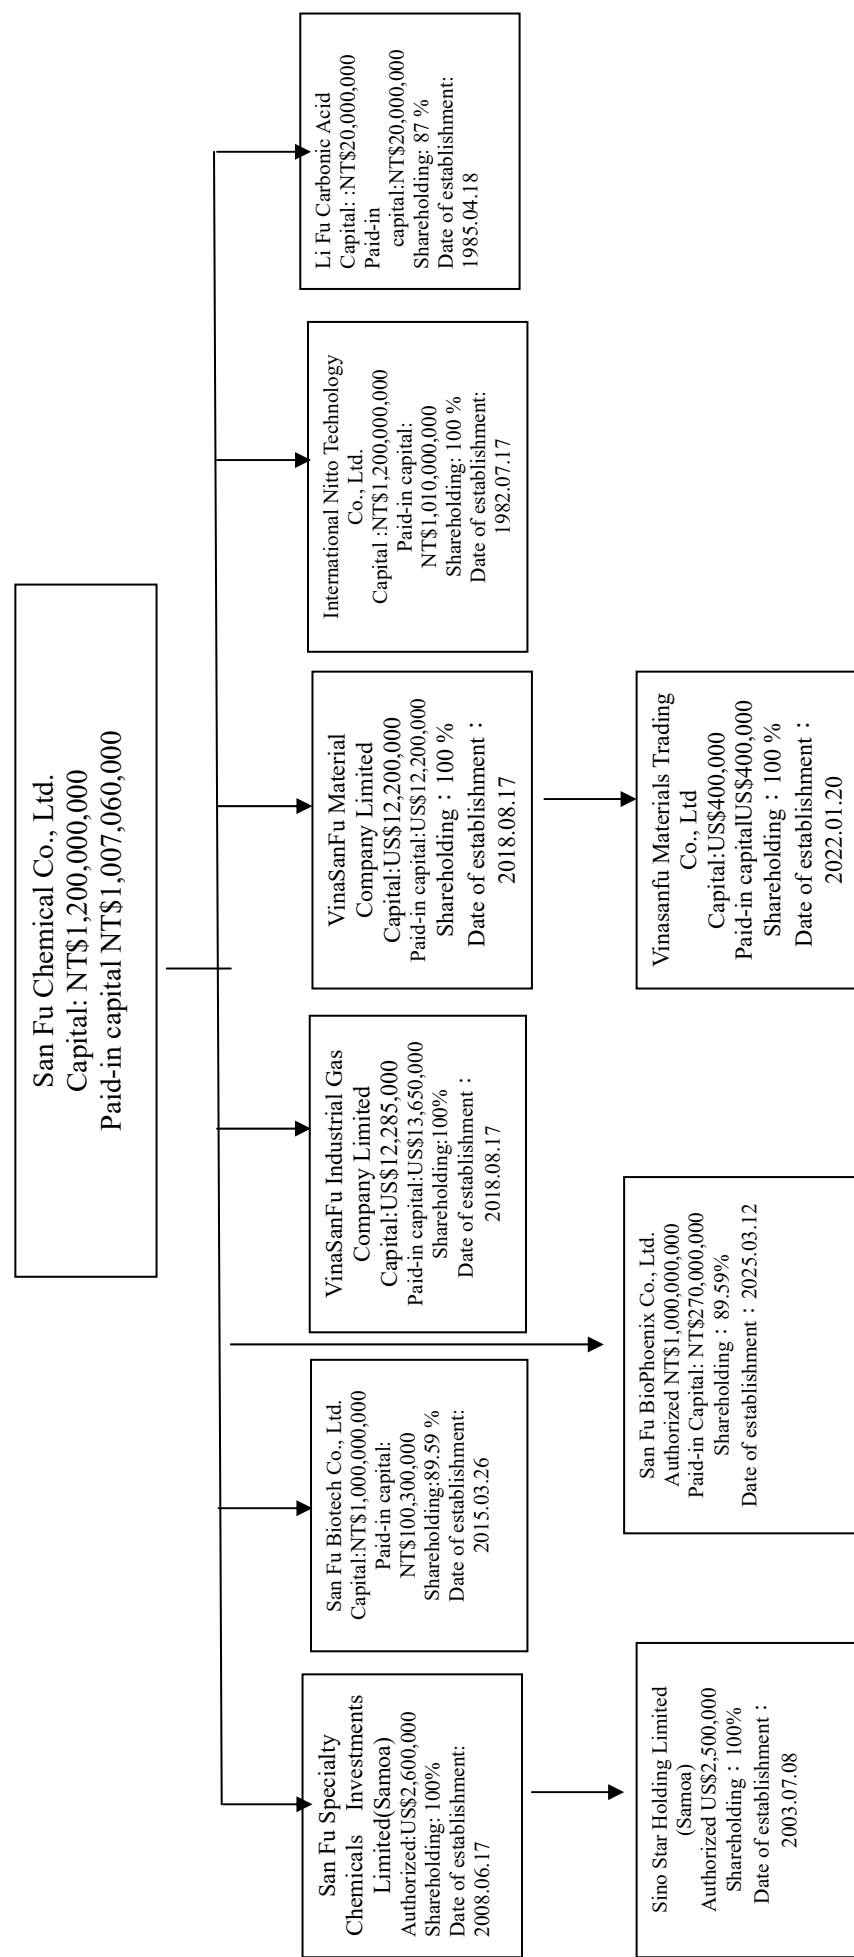 San Fu Chemical Co., Ltd.
Capital: NT$1,200,000,000
Paid-in capital NT$1,007,060,000
San Fu Specialty
Chemicals Investments
Limited(Samoa)
Authorized:US$2,600,000
Shareholding: 100%
Date of establishment:
2008.06.17
San Fu Biotech Co., Ltd.
Capital:NT$1,000,000,000
Paid-in capital:
NT$100,300,000
Shareholding:89.59 %
Date of establishment:
2015.03.26
VinaSanFu Industrial Gas
Company Limited
Capital:US$12,285,000
Paid-in capital:US$13,650,000
Shareholding:100%
Date of establishment：
2018.08.17
VinaSanFu Material
Company Limited
Capital:US$12,200,000
Paid-in capital:US$12,200,000
Shareholding：100 %
Date of establishment：
2018.08.17
International Nitto Technology
Co., Ltd.
Capital :NT$1,200,000,000
Paid-in capital:
NT$1,010,000,000
Shareholding: 100 %
Date of establishment:
1982.07.17
Li Fu Carbonic Acid
Capital: :NT$20,000,000
Paid-in
capital:NT$20,000,000
Shareholding: 87 %
Date of establishment:
1985.04.18
Sino Star Holding Limited
(Samoa)
Authorized US$2,500,000
Shareholding：100%
Date of establishment：
2003.07.08
San Fu BioPhoenix Co., Ltd.
Authorized NT$1,000,000,000
Paid-in Capital: NT$270,000,000
Shareholding：89.59%
Date of establishment：2025.03.12
Vinasanfu Materials Trading
Co., Ltd
Capital:US$400,000
Paid-in capitalUS$400,000
Shareholding：100 %
Date of establishment：
2022.01.20